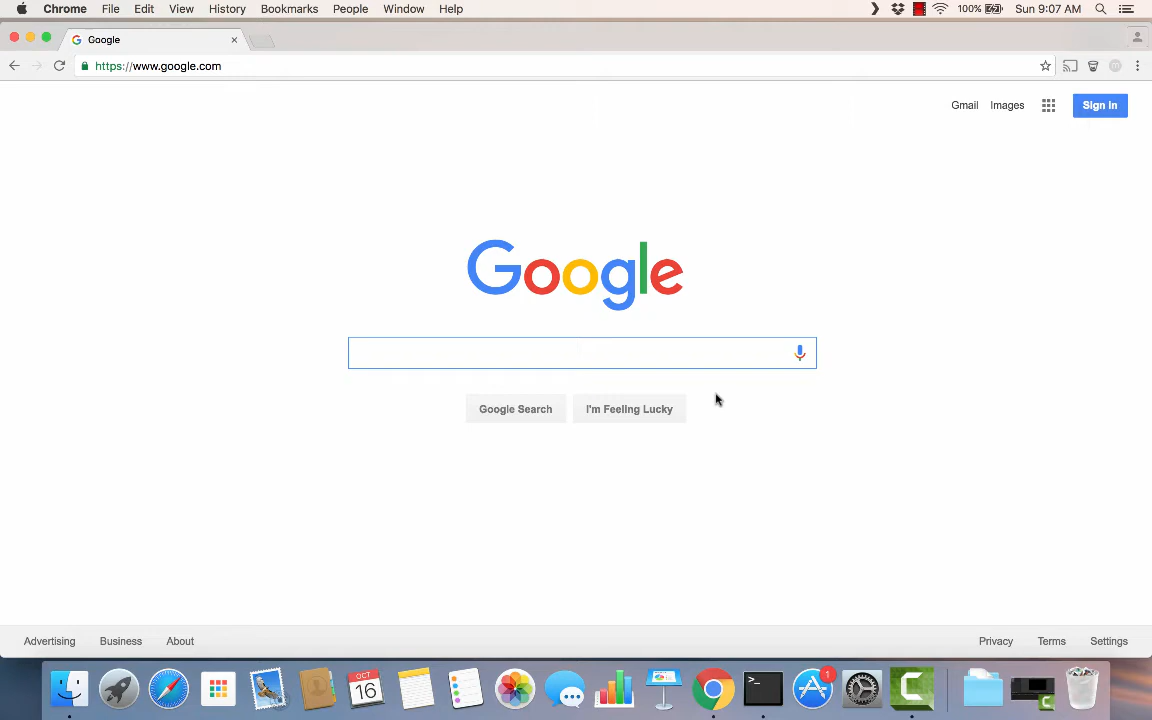 Chrome File Edit View History Bookmarks People Window Help 100% Sun 9:07 AM
Google
https://www.google.com
Gmail Images Sign in
Google
Google Search I'm Feeling Lucky
Advertising Business About Privacy Terms Settings
OCT
16
>_
1